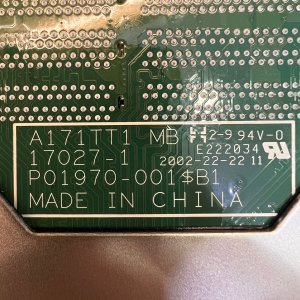 A171TT1 MB 2-9 94V-0
E222034
17027-1 2002-22-22 11
P01970-001$B1
MADE IN CHINA